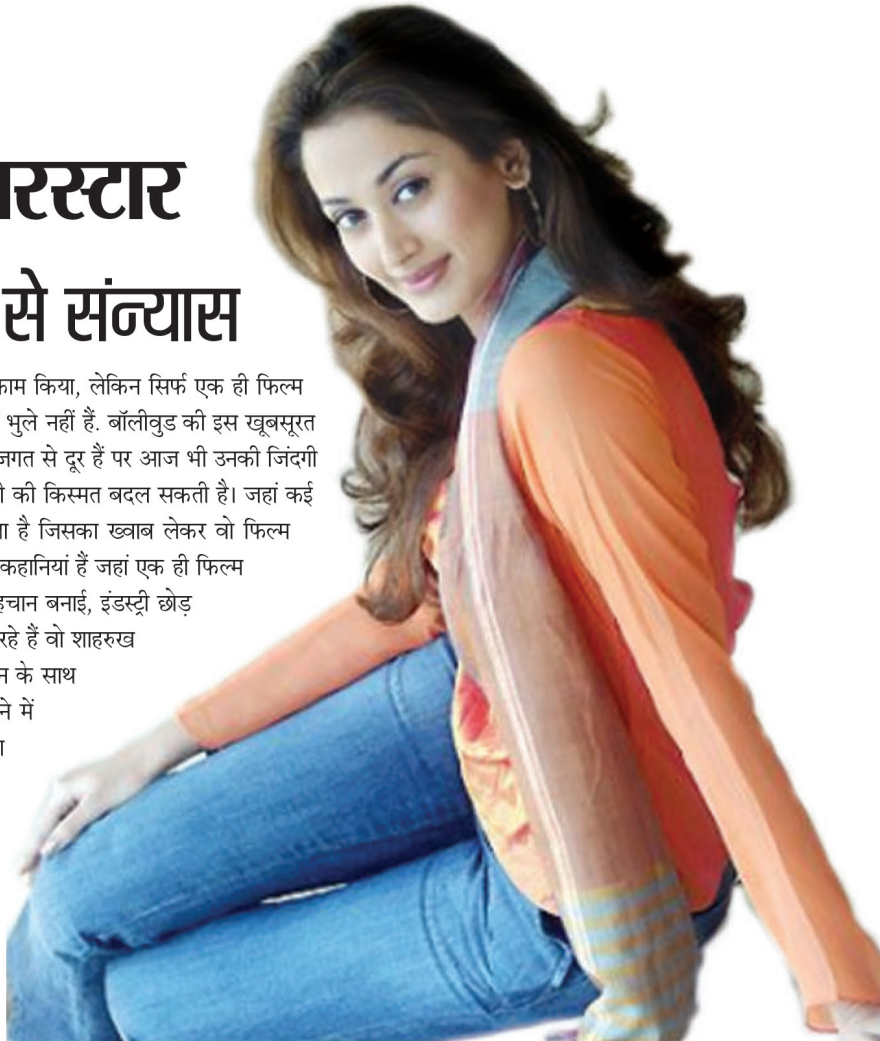 रस्टार
से संन्यास
काम किया, लेकिन सिर्फ एक ही फिल्म
भुले नहीं हैं. बॉलीवुड की इस खूबसूरत
जगत से दूर हैं पर आज भी उनकी जिंदगी
की किस्मत बदल सकती है। जहां कई
है जिसका ख्वाब लेकर वो फिल्म
कहानियां हैं जहां एक ही फिल्म
बनाई, इंडस्ट्री छोड़
रहे हैं वो शाहरुख
के साथ
में